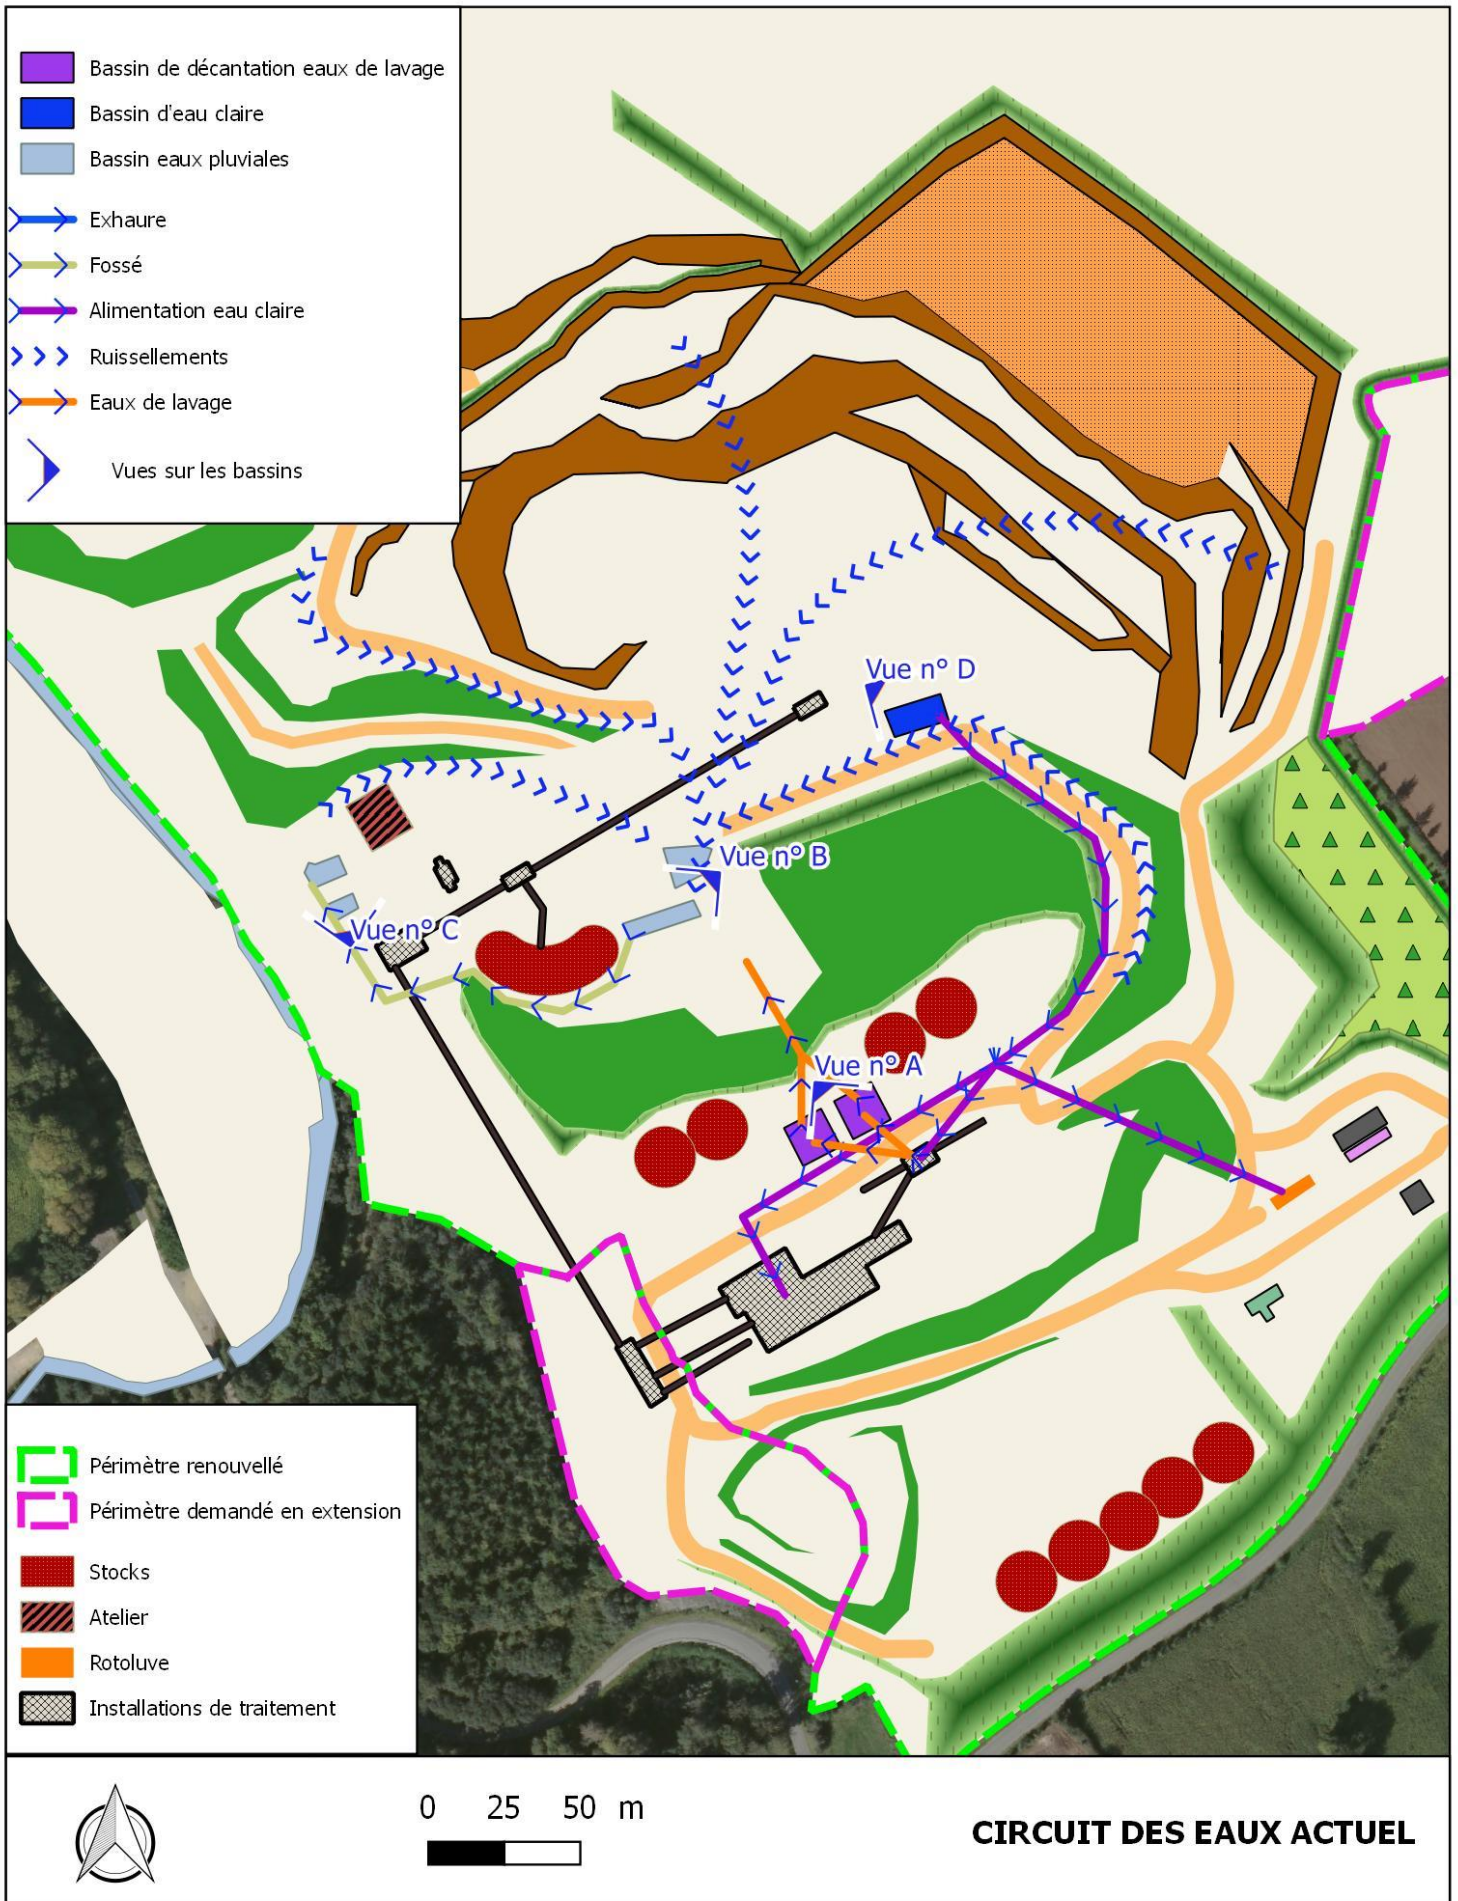 Bassin de décantation eaux de lavage
Bassin d'eau claire
Bassin eaux pluviales
Exhaure
Fossé
Alimentation eau claire
Ruissellements
Eaux de lavage
Vues sur les bassins
Vue n° D
Vue n° B
Vue n° C
Vue n° A
Périmètre renouvellé
Périmètre demandé en extension
Stocks
Atelier
Rotoluve
Installations de traitement
0 25 50 m
CIRCUIT DES EAUX ACTUEL